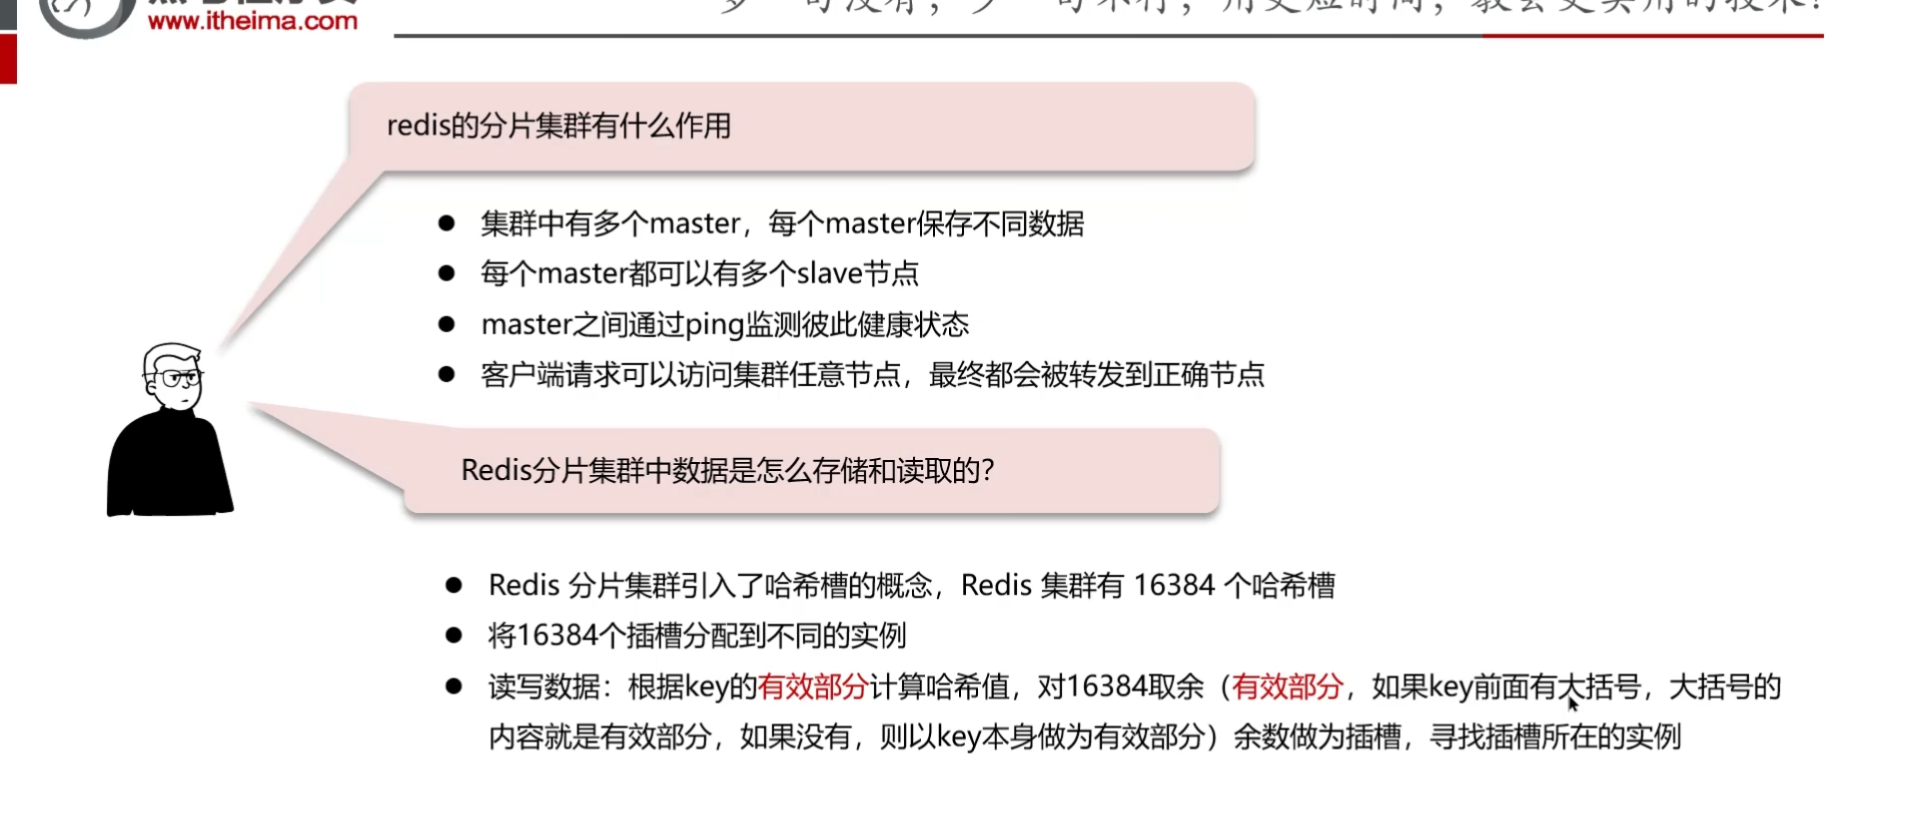 www.itheima.com
redis的分片集群有什么作用
集群中有多个master，每个master保存不同数据
每个master都可以有多个slave节点
master之间通过ping监测彼此健康状态
客户端请求可以访问集群任意节点，最终都会被转发到正确节点
Redis分片集群中数据是怎么存储和读取的？
Redis 分片集群引入了哈希槽的概念，Redis 集群有 16384 个哈希槽
将16384个插槽分配到不同的实例
读写数据：根据key的有效部分计算哈希值，对16384取余（有效部分，如果key前面有大括号，大括号的
内容就是有效部分，如果没有，则以key本身做为有效部分）余数做为插槽，寻找插槽所在的实例